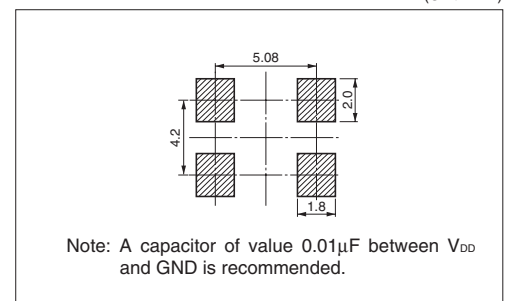 5.08
2.0
4.2
1.8
Note: A capacitor of value 0.01μF between VDD
and GND is recommended.